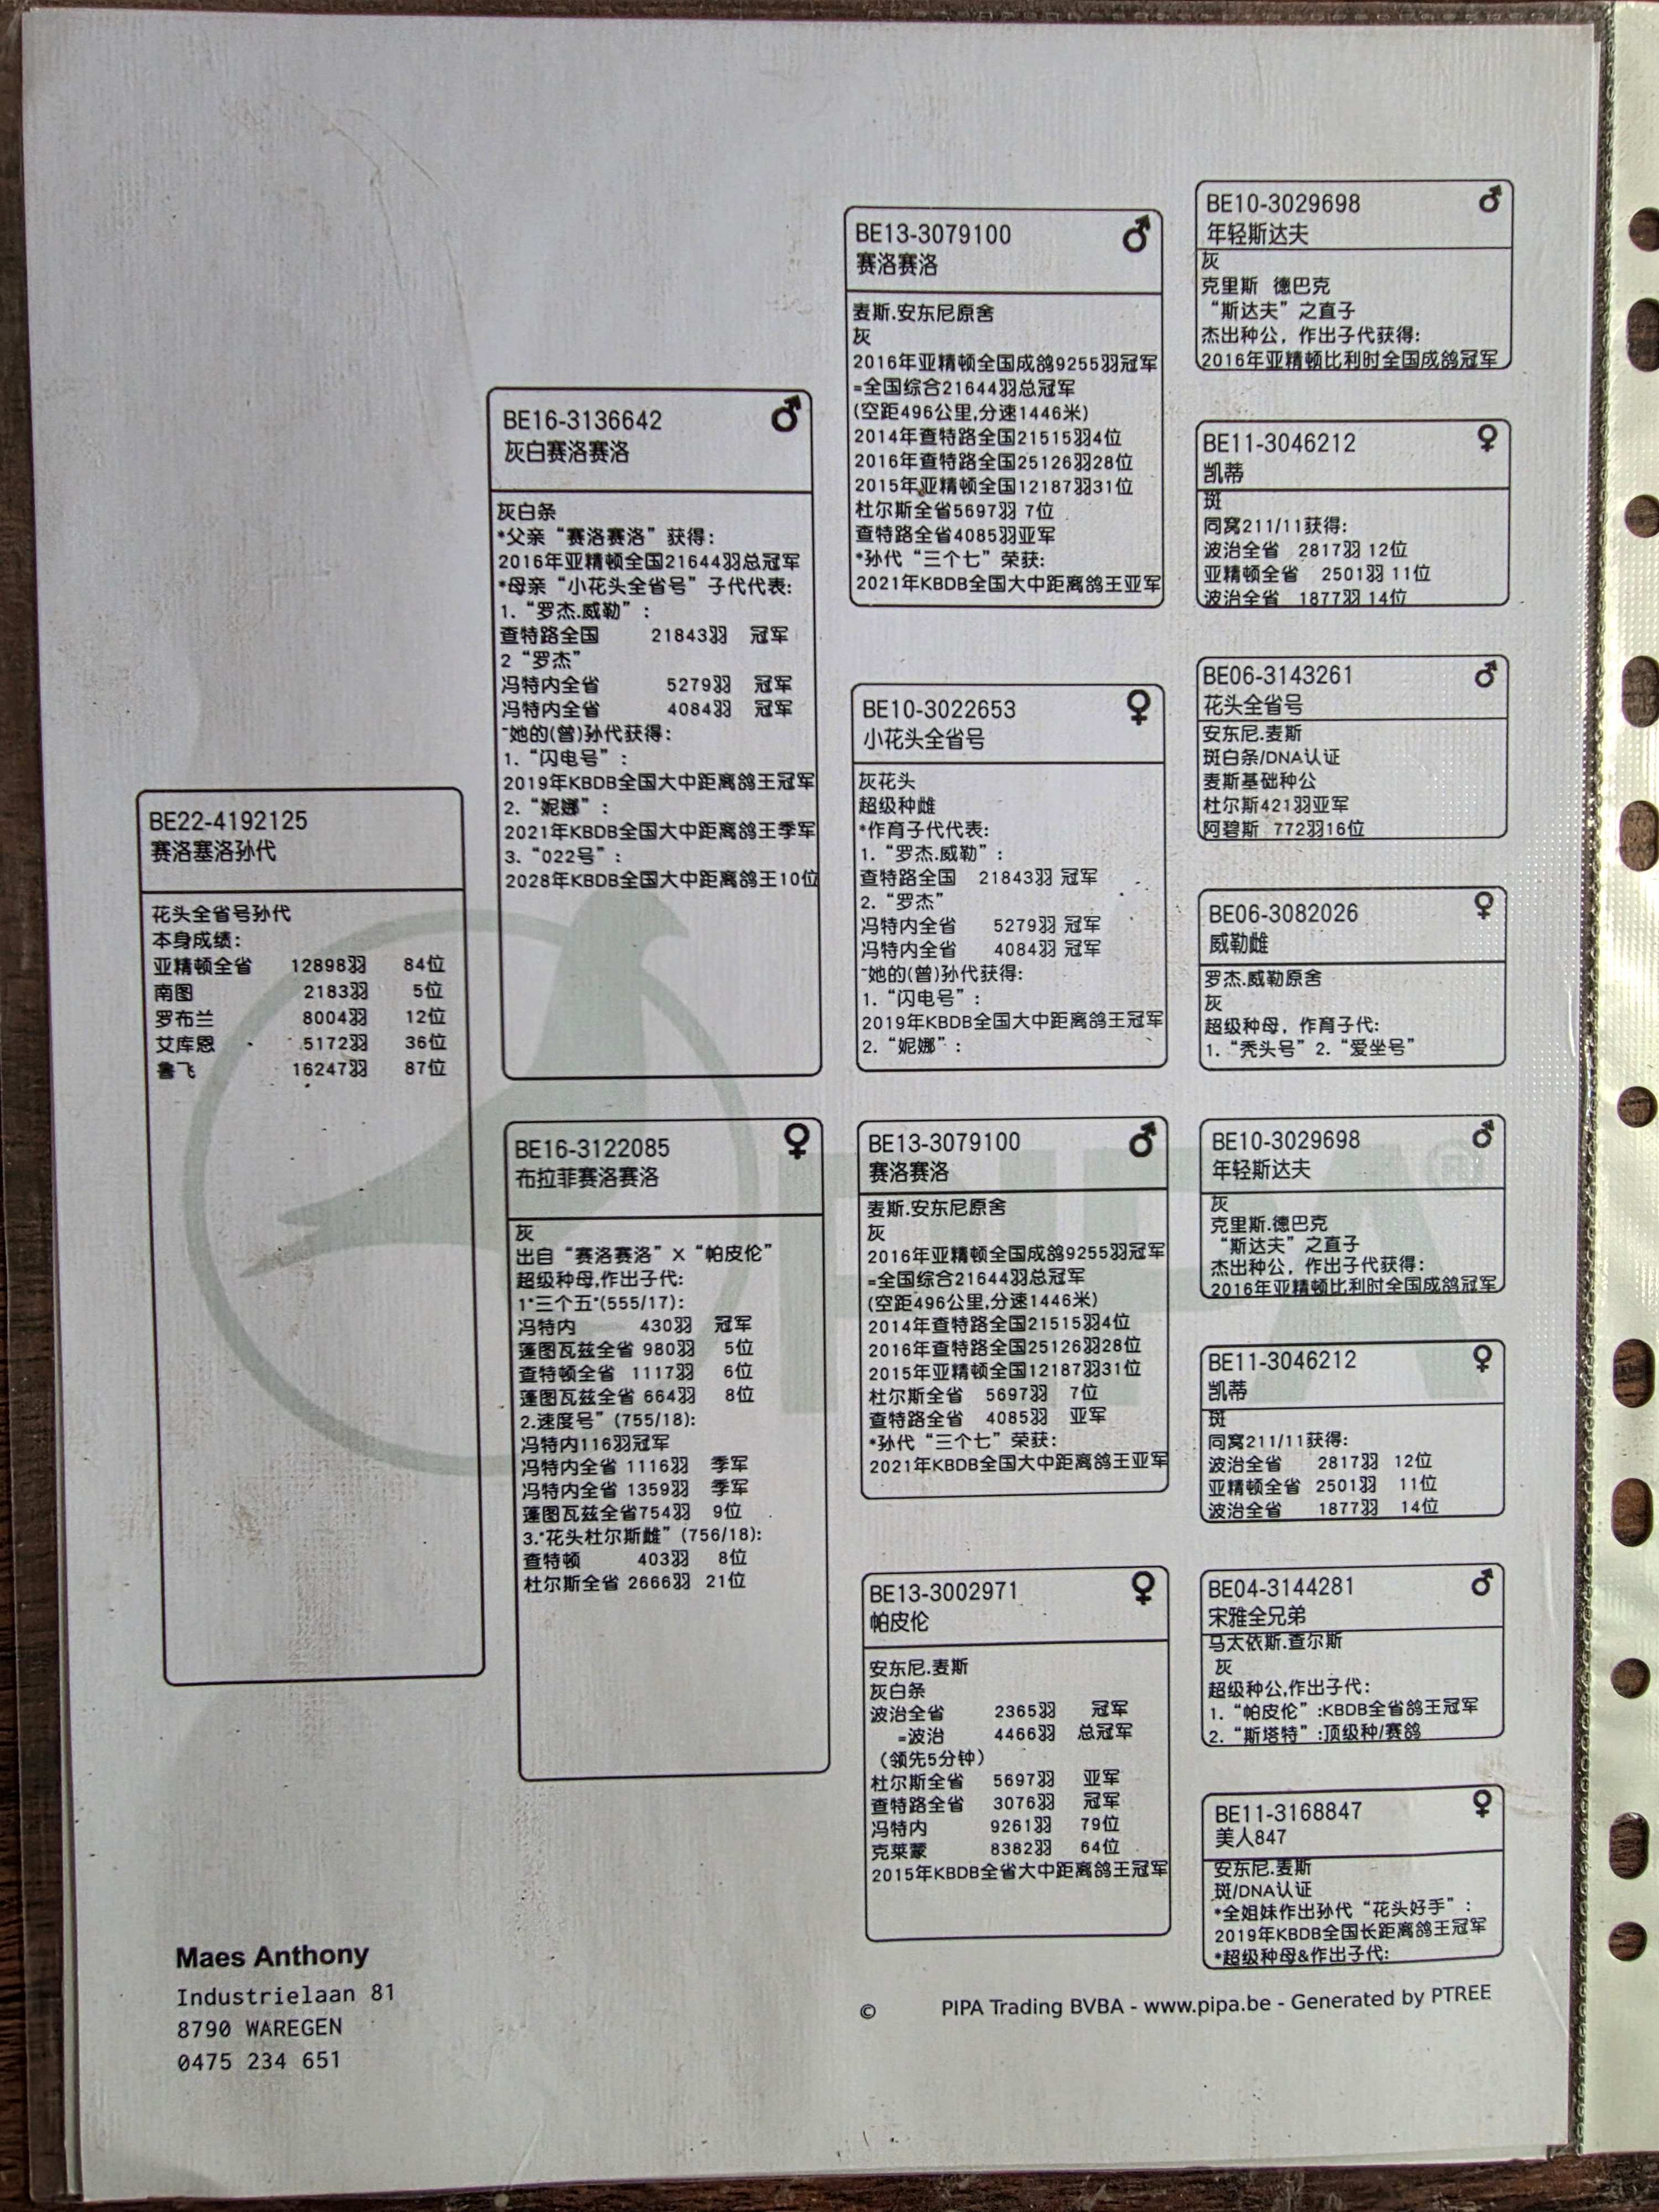 BE22-4192125
赛洛塞洛孙代
花头全省号孙代
本身成绩:
亚精顿全省 12898羽 84位
南图 2183羽 5位
罗布兰 8004羽 12位
艾库恩 5172羽 36位
鲁飞 16247羽 87位
BE16-3136642 ♂
灰白赛洛赛洛
灰白条
*父亲“赛洛赛洛”获得:
2016年亚精顿全国21644羽总冠军
*母亲“小花头全省号”子代代表:
1.“罗杰.威勒”:
查特路全国 21843羽 冠军
2“罗杰”
冯特内全省 5279羽 冠军
冯特内全省 4084羽 冠军
~她的(曾)孙代获得:
1.“闪电号”:
2019年KBDB全国大中距离鸽王冠军
2.“妮娜”:
2021年KBDB全国大中距离鸽王季军
3.“022号”:
2028年KBDB全国大中距离鸽王10位
BE16-3122085 ♀
布拉菲赛洛赛洛
灰
出自“赛洛赛洛”X“帕皮伦”
超级种母,作出子代:
1"三个五"(555/17):
冯特内 430羽 冠军
蓬图瓦兹全省 980羽 5位
查特顿全省 1117羽 6位
蓬图瓦兹全省 664羽 8位
2.速度号”(755/18):
冯特内116羽冠军
冯特内全省 1116羽 季军
冯特内全省 1359羽 季军
蓬图瓦兹全省754羽 9位
3."花头杜尔斯雌”(756/18):
查特顿 403羽 8位
杜尔斯全省 2666羽 21位
BE13-3079100 ♂
赛洛赛洛
麦斯.安东尼原舍
灰
2016年亚精顿全国成鸽9255羽冠军
=全国综合21644羽总冠军
(空距496公里,分速1446米)
2014年查特路全国21515羽4位
2016年查特路全国25126羽28位
2015年亚精顿全国12187羽31位
杜尔斯全省5697羽 7位
查特路全省4085羽亚军
*孙代“三个七”荣获:
2021年KBDB全国大中距离鸽王亚军
BE10-3022653 ♀
小花头全省号
灰花头
超级种雌
*作育子代代表:
1.“罗杰.威勒”:
查特路全国 21843羽 冠军
2.“罗杰”
冯特内全省 5279羽 冠军
冯特内全省 4084羽 冠军
~她的(曾)孙代获得:
1.“闪电号”:
2019年KBDB全国大中距离鸽王冠军
2.“妮娜”:
BE13-3079100 ♂
赛洛赛洛
麦斯.安东尼原舍
灰
2016年亚精顿全国成鸽9255羽冠军
=全国综合21644羽总冠军
(空距496公里,分速1446米)
2014年查特路全国21515羽4位
2016年查特路全国25126羽28位
2015年亚精顿全国12187羽31位
杜尔斯全省 5697羽 7位
查特路全省 4085羽 亚军
*孙代“三个七”荣获:
2021年KBDB全国大中距离鸽王亚军
BE13-3002971 ♀
帕皮伦
安东尼.麦斯
灰白条
波治全省 2365羽 冠军
=波治 4466羽 总冠军
(领先5分钟)
杜尔斯全省 5697羽 亚军
查特路全省 3076羽 冠军
冯特内 9261羽 79位
克莱蒙 8382羽 64位
2015年KBDB全省大中距离鸽王冠军
BE10-3029698 ♂
年轻斯达夫
灰
克里斯 德巴克
“斯达夫”之直子
杰出种公，作出子代获得:
2016年亚精顿比利时全国成鸽冠军
BE11-3046212 ♀
凯蒂
斑
同窝211/11获得:
波治全省 2817羽 12位
亚精顿全省 2501羽 11位
波治全省 1877羽 14位
BE06-3143261 ♂
花头全省号
安东尼.麦斯
斑白条/DNA认证
麦斯基础种公
杜尔斯421羽亚军
阿碧斯 772羽16位
BE06-3082026 ♀
威勒雌
罗杰.威勒原舍
灰
超级种母，作育子代:
1.“秃头号”2.“爱坐号”
BE10-3029698 ♂
年轻斯达夫
灰
克里斯.德巴克
“斯达夫”之直子
杰出种公，作出子代获得:
2016年亚精顿比利时全国成鸽冠军
BE11-3046212 ♀
凯蒂
斑
同窝211/11获得:
波治全省 2817羽 12位
亚精顿全省 2501羽 11位
波治全省 1877羽 14位
BE04-3144281 ♂
宋雅全兄弟
马太依斯.查尔斯
灰
超级种公,作出子代:
1.“帕皮伦”:KBDB全省鸽王冠军
2.“斯塔特”:顶级种/赛鸽
BE11-3168847 ♀
美人847
安东尼.麦斯
斑/DNA认证
*全姐妹作出孙代“花头好手”:
2019年KBDB全国长距离鸽王冠军
*超级种母&作出子代:
PIPA®
Maes Anthony
Industrielaan 81
8790 WAREGEN
0475 234 651
© PIPA Trading BVBA - www.pipa.be - Generated by PTREE